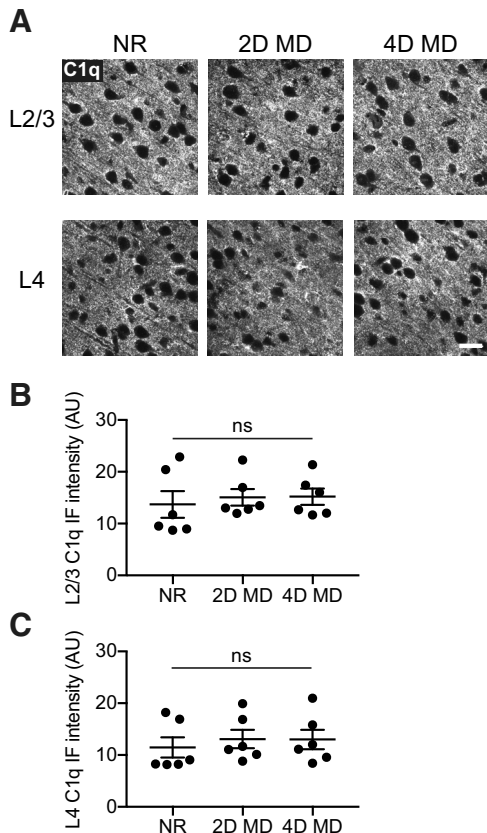 A
NR 2D MD 4D MD
C1q
L2/3
L4
B
L2/3 C1q IF intensity (AU)
30
20
10
0
ns
NR 2D MD 4D MD
C
L4 C1q IF intensity (AU)
30
20
10
0
ns
NR 2D MD 4D MD